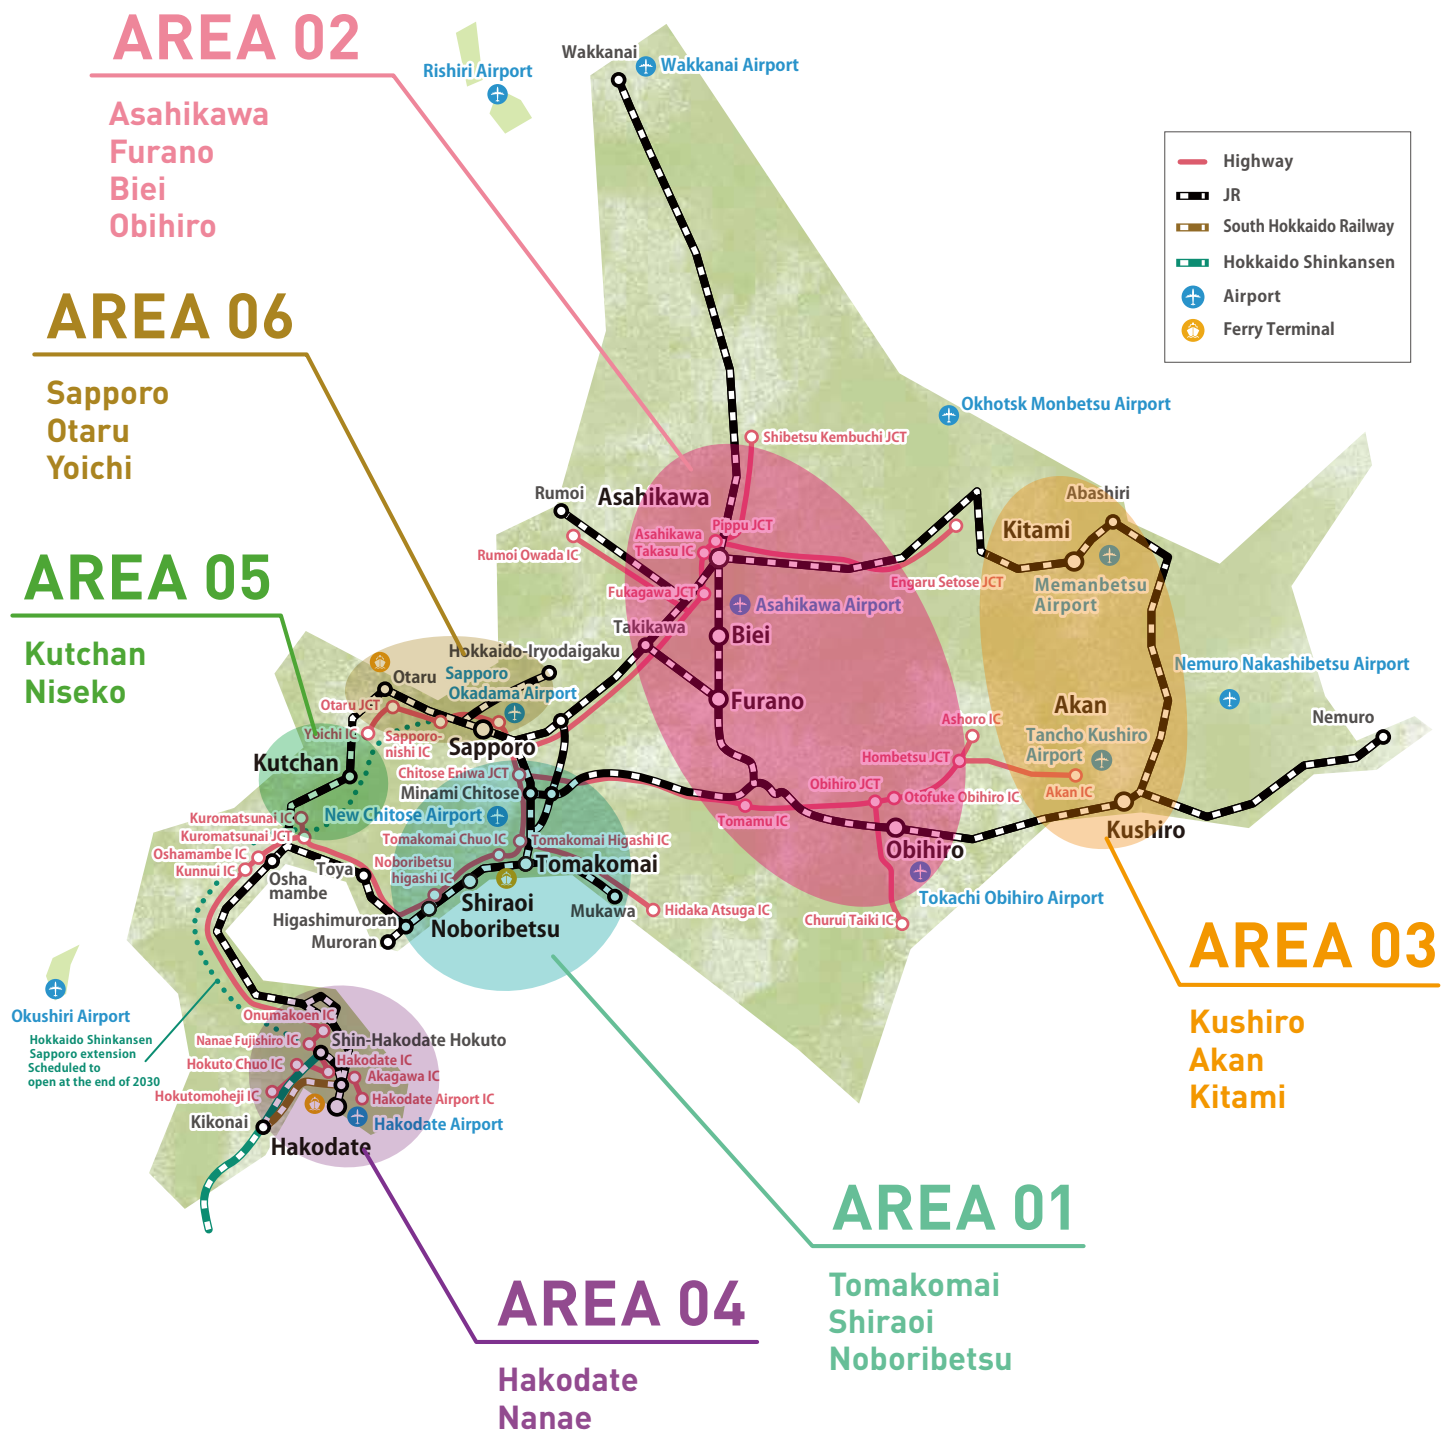 AREA 02
Asahikawa
Furano
Biei
Obihiro
AREA 06
Sapporo
Otaru
Yoichi
AREA 05
Kutchan
Niseko
Highway
JR
South Hokkaido Railway
Hokkaido Shinkansen
Airport
Ferry Terminal
Wakkanai
Wakkanai Airport
Rishiri Airport
Okhotsk Monbetsu Airport
Shibetsu Kembuchi JCT
Rumoi
Asahikawa
Pippu JCT
Asahikawa
Takasu IC
Rumoi Owada IC
Fukagawa JCT
Asahikawa Airport
Engaru Setose JCT
Abashiri
Kitami
Memanbetsu
Airport
Takikawa
Biei
Furano
Hokkaido-Iryodaigaku
Otaru
Sapporo
Okadama Airport
Otaru JCT
Yoichi IC
Sapporo-
nishi IC
Sapporo
Kutchan
Chitose Eniwa JCT
Minami Chitose
New Chitose Airport
Kuromatsunai IC
Kuromatsunai JCT
Oshamambe IC
Kunnui IC
Osha
mambe
Toya
Tomakomai Chuo IC
Tomakomai Higashi IC
Noboribetsu
higashi IC
Tomakomai
Shiraoi
Noboribetsu
Higashimuroran
Muroran
Mukawa
Hidaka Atsuga IC
Tomamu IC
Obihiro JCT
Otofuke Obihiro IC
Hombetsu JCT
Ashoro IC
Akan
Tancho Kushiro
Airport
Akan IC
Nemuro Nakashibetsu Airport
Nemuro
Kushiro
Obihiro
Tokachi Obihiro Airport
Churui Taiki IC
Okushiri Airport
Hokkaido Shinkansen
Sapporo extension
Scheduled to
open at the end of 2030
Onumakoen IC
Nanae Fujishiro IC
Shin-Hakodate Hokuto
Hokuto Chuo IC
Hakodate IC
Akagawa IC
Hokutomoheji IC
Hakodate Airport IC
Kikonai
Hakodate Airport
Hakodate
AREA 03
Kushiro
Akan
Kitami
AREA 01
Tomakomai
Shiraoi
Noboribetsu
AREA 04
Hakodate
Nanae